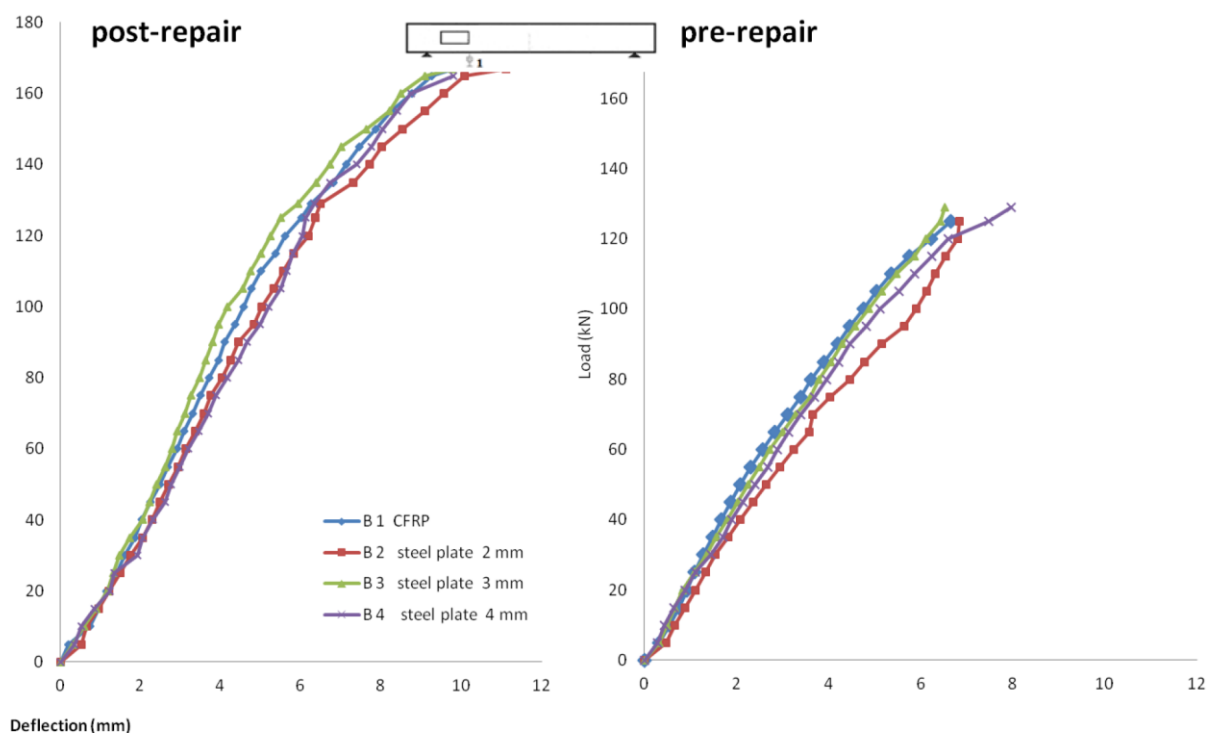 post-repair
pre-repair
1
180
160
140
120
100
80
60
40
20
0
0 2 4 6 8 10 12
B 1 CFRP
B 2 steel plate 2 mm
B 3 steel plate 3 mm
B 4 steel plate 4 mm
Deflection (mm)
Load (kN)
160
140
120
100
80
60
40
20
0
0 2 4 6 8 10 12